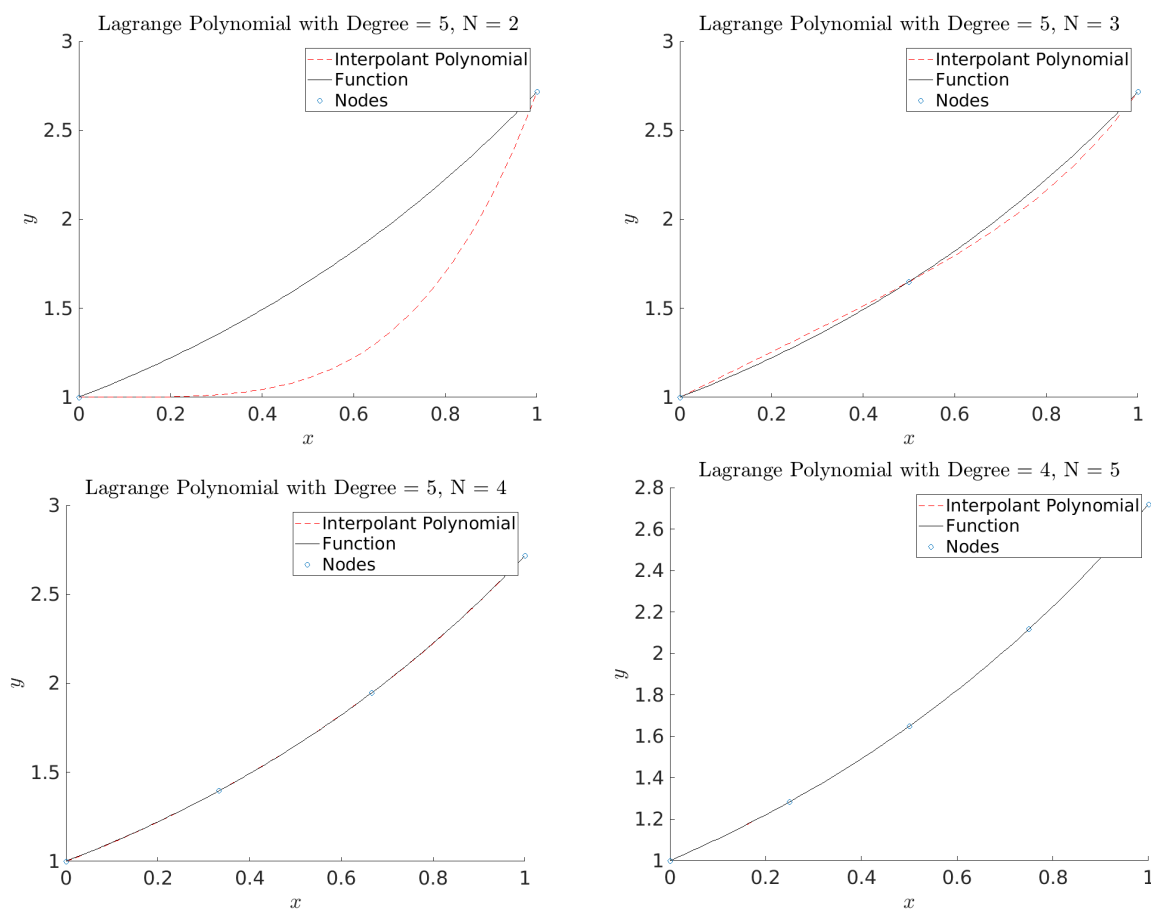 Lagrange Polynomial with Degree = 5, N = 2
3
2.5
2
1.5
1
y
Interpolant Polynomial
Function
Nodes
0
0.2
0.4
0.6
0.8
1
x
Lagrange Polynomial with Degree = 5, N = 3
3
2.5
2
1.5
1
y
Interpolant Polynomial
Function
Nodes
0
0.2
0.4
0.6
0.8
1
x
Lagrange Polynomial with Degree = 5, N = 4
3
2.5
2
1.5
1
y
Interpolant Polynomial
Function
Nodes
0
0.2
0.4
0.6
0.8
1
x
Lagrange Polynomial with Degree = 4, N = 5
2.8
2.6
2.4
2.2
2
1.8
1.6
1.4
1.2
1
y
Interpolant Polynomial
Function
Nodes
0
0.2
0.4
0.6
0.8
1
x